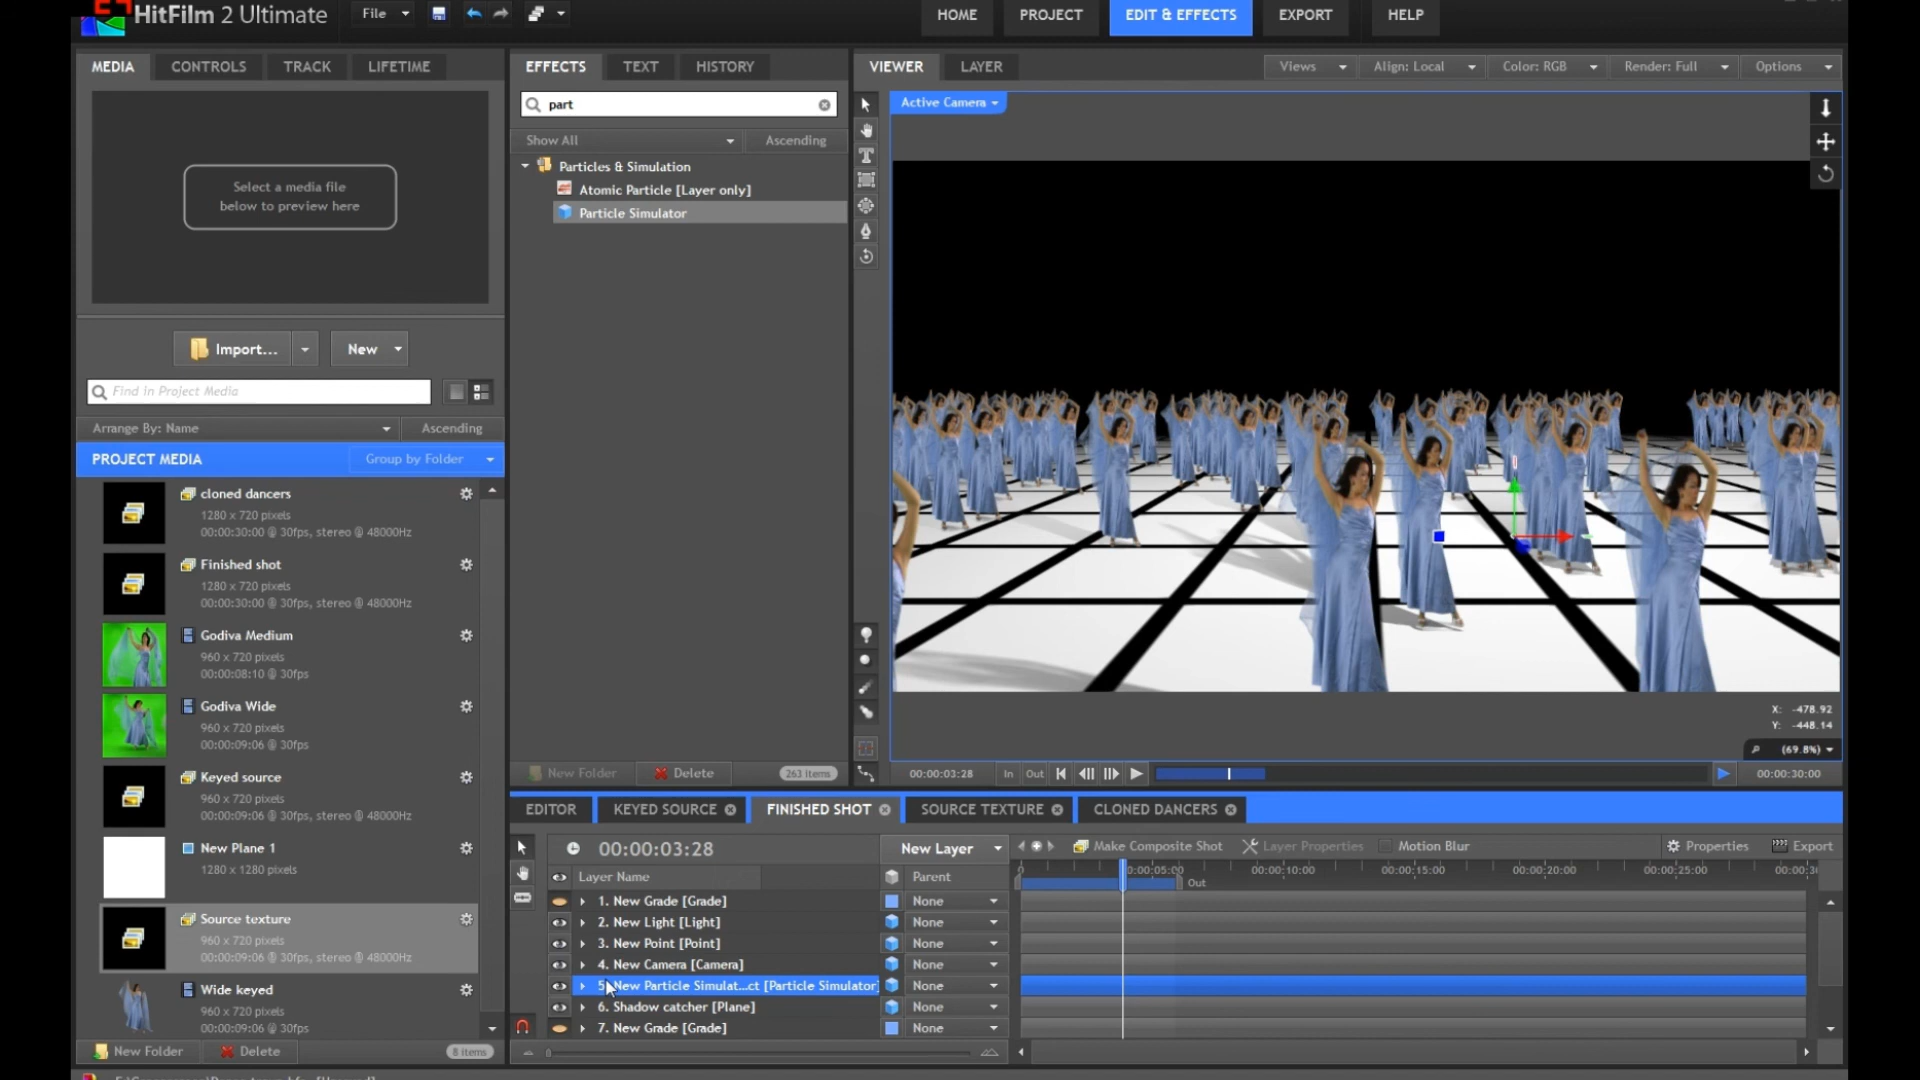 HitFilm 2 Ultimate
File
HOME
PROJECT
EDIT & EFFECTS
EXPORT
HELP
MEDIA
CONTROLS
TRACK
LIFETIME
Select a media file
below to preview here
Import...
New
Find in Project Media
Arrange By: Name
Ascending
PROJECT MEDIA
Group by Folder
cloned dancers
1280 x 720 pixels
00:00:30:00 @ 30fps, stereo @ 48000Hz
Finished shot
1280 x 720 pixels
00:00:30:00 @ 30fps, stereo @ 48000Hz
Godiva Medium
960 x 720 pixels
00:00:08:10 @ 30fps
Godiva Wide
960 x 720 pixels
00:00:09:06 @ 30fps
Keyed source
960 x 720 pixels
00:00:09:06 @ 30fps, stereo @ 48000Hz
New Plane 1
1280 x 1280 pixels
Source texture
960 x 720 pixels
00:00:09:06 @ 30fps, stereo @ 48000Hz
Wide keyed
960 x 720 pixels
00:00:09:06 @ 30fps, stereo @ 48000Hz
New Folder
Delete
8 items
EFFECTS
TEXT
HISTORY
part
Show All
Ascending
Particles & Simulation
Atomic Particle [Layer only]
Particle Simulator
New Folder
Delete
263 items
VIEWER
LAYER
Views
Align: Local
Color: RGB
Render: Full
Options
Active Camera
X: -478.92
Y: -448.14
(69.8%)
00:00:03:28
In
Out
00:00:30:00
EDITOR
KEYED SOURCE
FINISHED SHOT
SOURCE TEXTURE
CLONED DANCERS
00:00:03:28
New Layer
Make Composite Shot
Layer Properties
Motion Blur
Properties
Export
Layer Name
Parent
0
0:00:05:00
00:00:10:00
00:00:15:00
00:00:20:00
00:00:25:00
Out
1. New Grade [Grade]
None
2. New Light [Light]
None
3. New Point [Point]
None
4. New Camera [Camera]
None
5. New Particle Simulat...ct [Particle Simulator]
None
6. Shadow catcher [Plane]
None
7. New Grade [Grade]
None